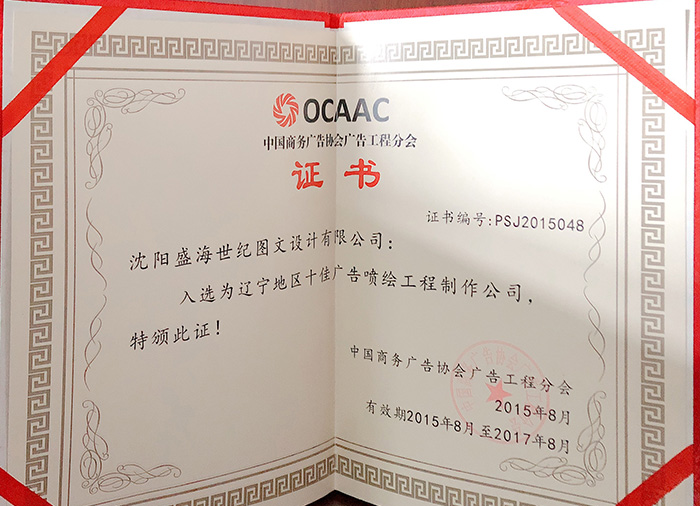 OCAAC
中国商务广告协会广告工程分会
证书
证书编号:PSJ2015048
沈阳盛海世纪图文设计有限公司:
入选为辽宁地区十佳广告喷绘工程制作公司,
特颁此证!
中国商务广告协会广告工程分会
2015年8月
有效期2015年8月至2017年8月